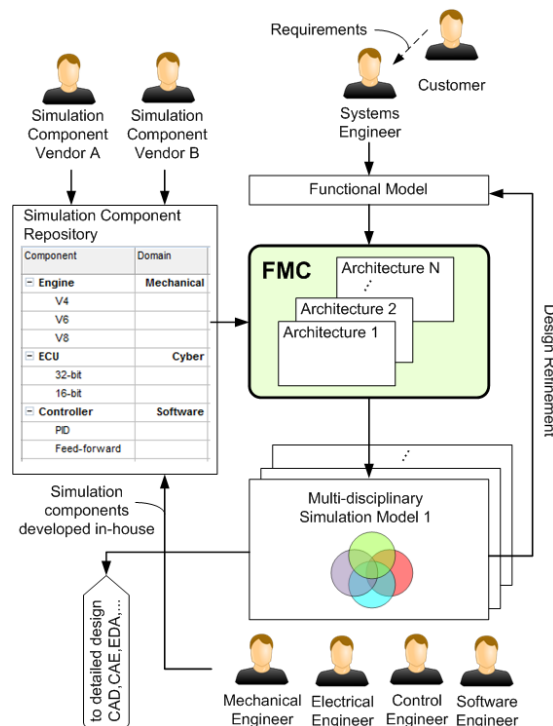 Requirements
Customer
Simulation
Component
Vendor A
Simulation
Component
Vendor B
Systems
Engineer
Functional Model
Simulation Component
Repository
Component Domain
Engine Mechanical
V4
V6
V8
ECU Cyber
32-bit
16-bit
Controller Software
PID
Feed-forward
FMC
Architecture N
Architecture 2
Architecture 1
Design Refinement
Simulation
components
developed in-house
Multi-disciplinary
Simulation Model 1
to detailed design
CAD,CAE,EDA,...
Mechanical
Engineer
Electrical
Engineer
Control
Engineer
Software
Engineer